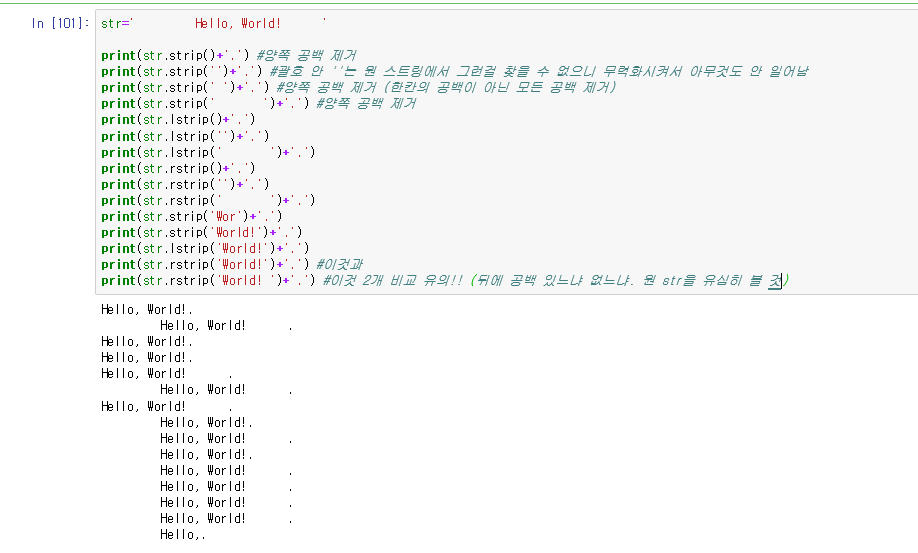 In [101]: str='         Hello, World!      '
print(str.strip()+'.') #양쪽 공백 제거
print(str.strip('')+'.') #괄호 안 ''는 원 스트링에서 그런걸 찾을 수 없으니 무력화시켜서 아무것도 안 일어남
print(str.strip(' ')+'.') #양쪽 공백 제거 (한칸의 공백이 아닌 모든 공백 제거)
print(str.strip('       ')+'.') #양쪽 공백 제거
print(str.lstrip()+'.')
print(str.lstrip('')+'.')
print(str.lstrip('       ')+'.')
print(str.rstrip()+'.')
print(str.rstrip('')+'.')
print(str.rstrip('       ')+'.')
print(str.strip('Wor')+'.')
print(str.strip('World!')+'.')
print(str.lstrip('World!')+'.')
print(str.rstrip('World!')+'.') #이것과
print(str.rstrip('World! ')+'.') #이것 2개 비교 유의!! (뒤에 공백 있느냐 없느냐. 원 str을 유심히 볼 것)
Hello, World!.
         Hello, World!      .
Hello, World!.
Hello, World!.
Hello, World!      .
         Hello, World!      .
Hello, World!      .
         Hello, World!.
         Hello, World!      .
         Hello, World!.
         Hello, World!      .
         Hello, World!      .
         Hello, World!      .
         Hello, World!      .
         Hello,.